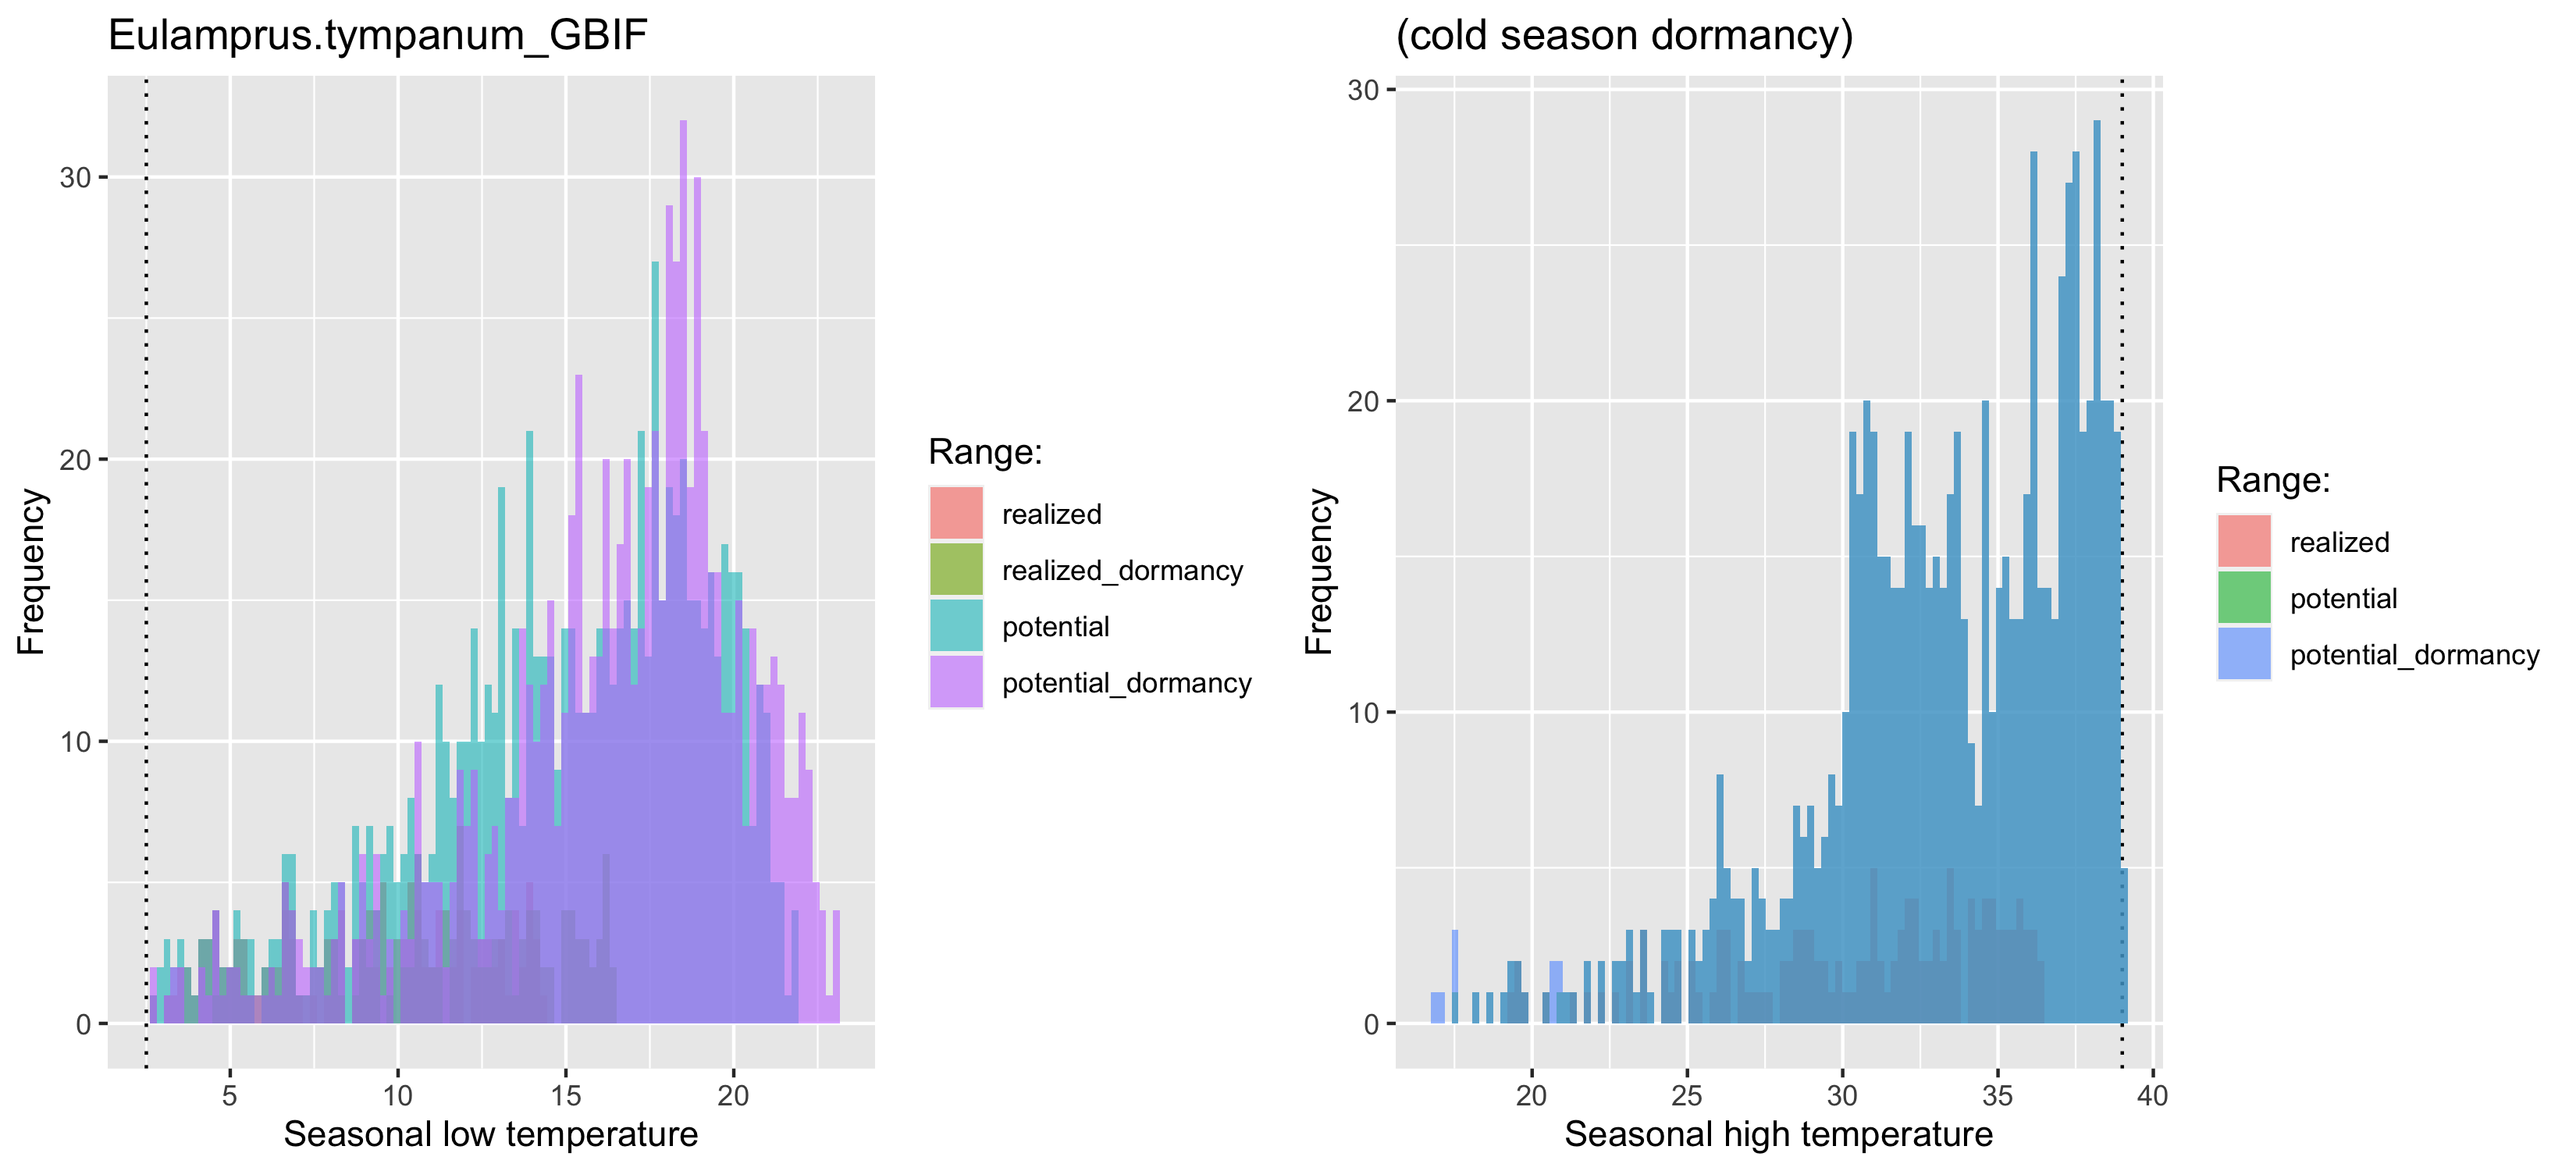 Eulamprus.tympanum_GBIF
30
20
10
0
Frequency
5 10 15 20
Seasonal low temperature
Range:
realized
realized_dormancy
potential
potential_dormancy
(cold season dormancy)
30
20
10
0
Frequency
20 25 30 35 40
Seasonal high temperature
Range:
realized
potential
potential_dormancy